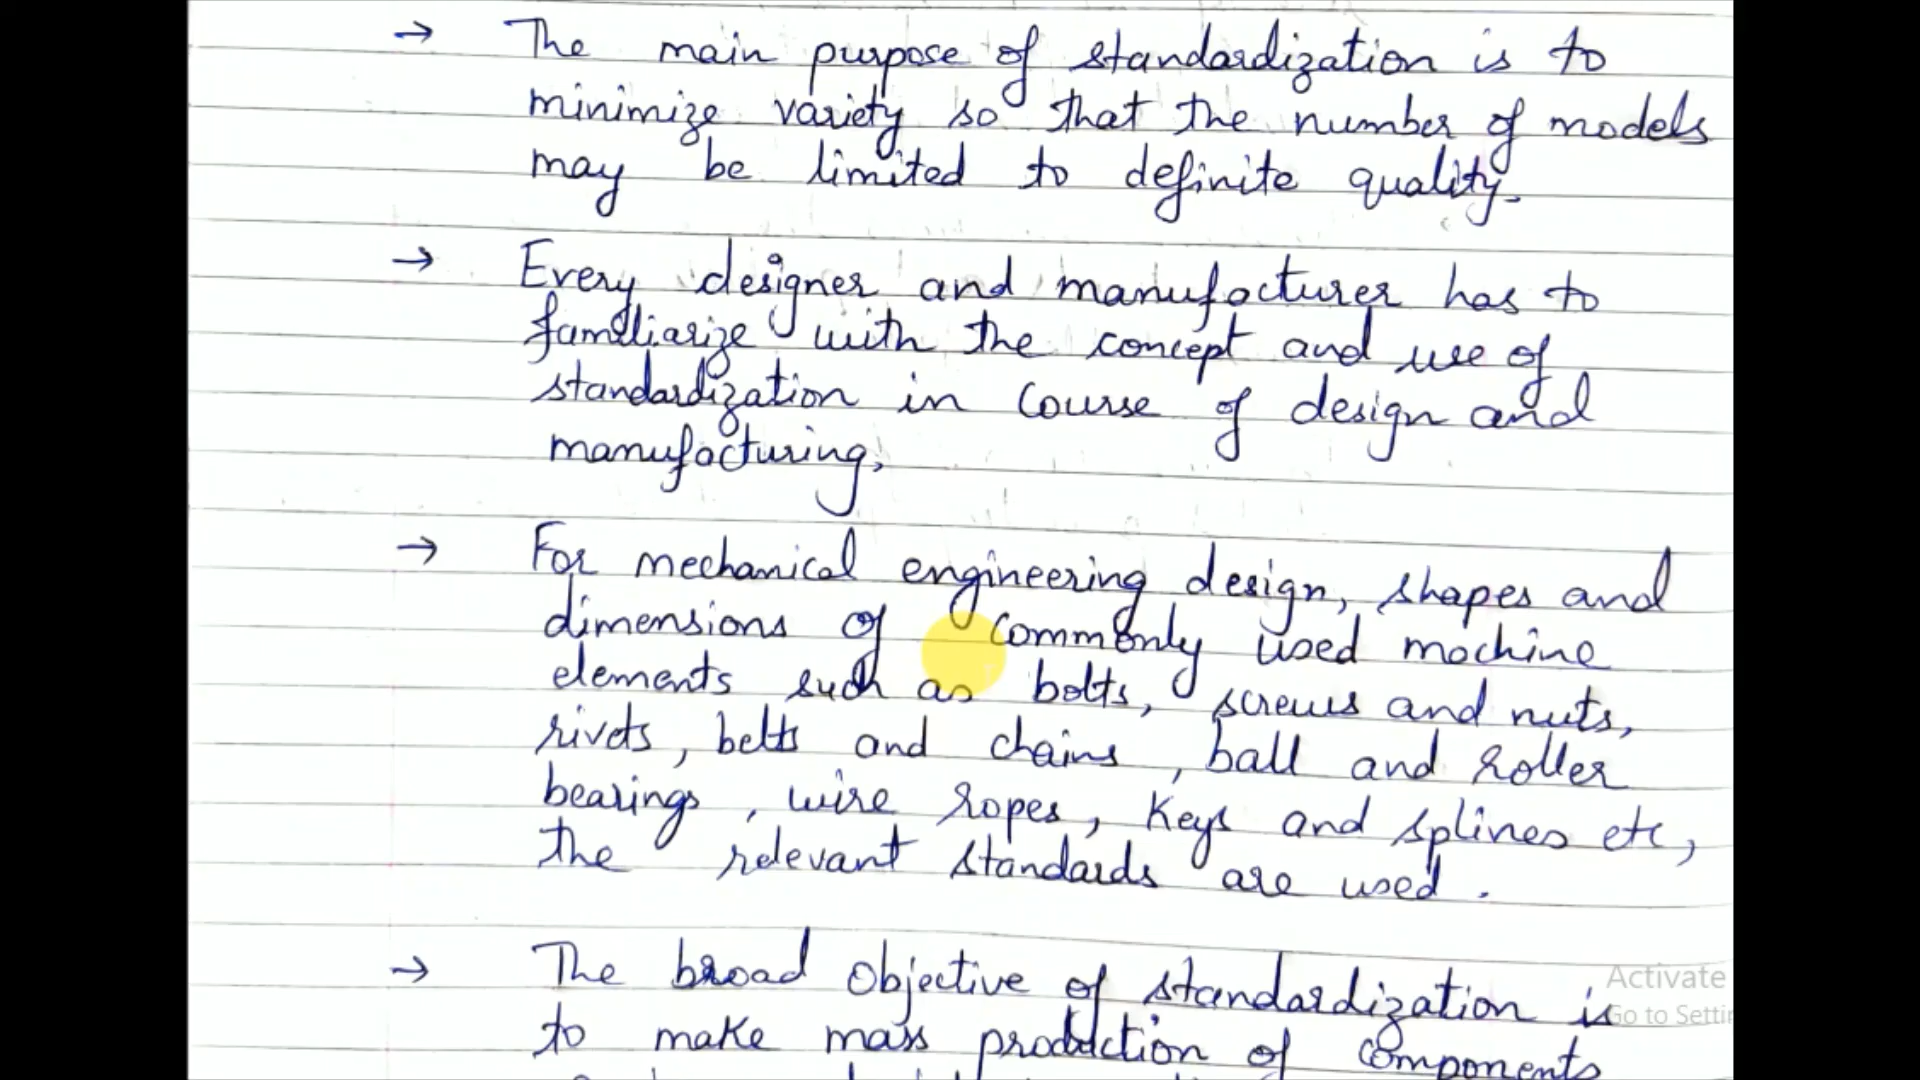 → The main purpose of standardization is to
minimize variety so that the number of models
may be limited to definite quality.
→ Every designer and manufacturer has to
familiarize with the concept and use of
standardization in course of design and
manufacturing.
→ For mechanical engineering design, shapes and
dimensions of commonly used machine
elements such as bolts, screws and nuts,
rivets, belts and chains, ball and roller
bearings, wire ropes, keys and splines etc,
the relevant standards are used.
→ The broad objective of standardization is
to make mass production of components
Activate
Go to Setti